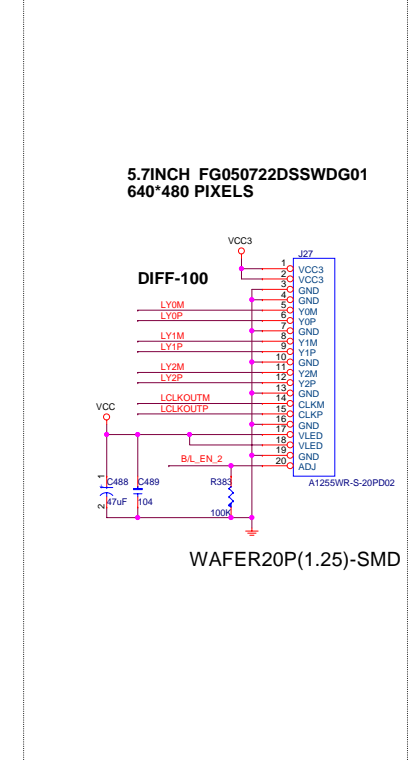 5.7INCH FG050722DSSWDG01
640*480 PIXELS
VCC3
J27
DIFF-100
1 VCC3
2 VCC3
3 GND
4 GND
LY0M 5 Y0M
LY0P 6 Y0P
7 GND
LY1M 8 Y1M
LY1P 9 Y1P
10 GND
LY2M 11 Y2M
LY2P 12 Y2P
13 GND
LCLKOUTM 14 CLKM
VCC LCLKOUTP 15 CLKP
16 GND
17 VLED
18 VLED
19 GND
B/L_EN_2 20 ADJ
1 C488 C489 R383 A1255WR-S-20PD02
2 47uF 104
100K
WAFER20P(1.25)-SMD